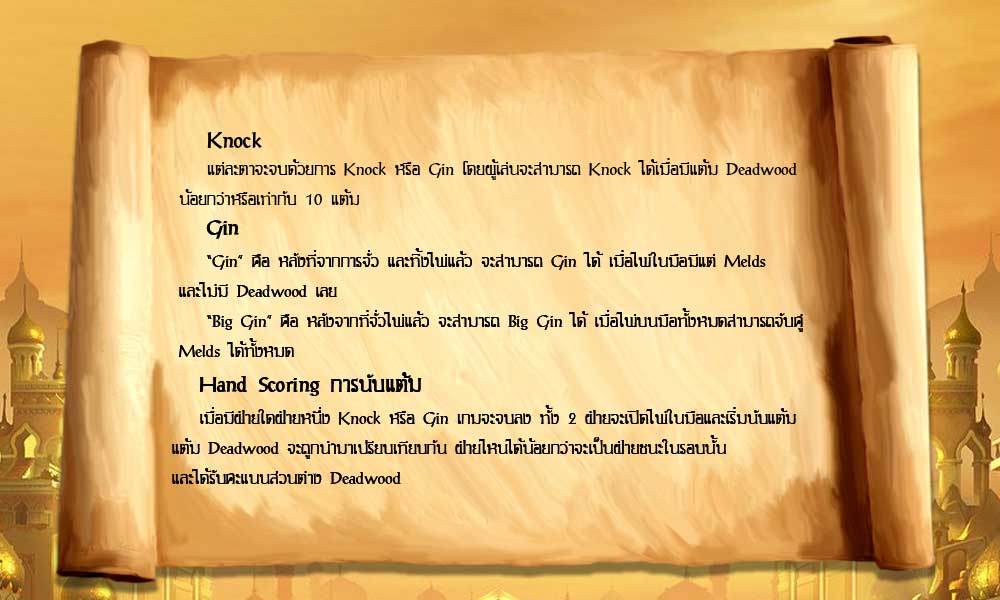 Knock
แต่ละตาจะจบด้วยการ Knock หรือ Gin โดยผู้เล่นจะสามารถ Knock ได้เมื่อมีแต้ม Deadwood
น้อยกว่าหรือเท่ากับ 10 แต้ม
Gin
"Gin" คือ หลังที่จากการจั่ว และทิ้งไพ่แล้ว จะสามารถ Gin ได้ เมื่อไพ่ในมือมีแต่ Melds
และไม่มี Deadwood เลย
"Big Gin" คือ หลังจากที่จั่วไพ่แล้ว จะสามารถ Big Gin ได้ เมื่อไพ่บนมือทั้งหมดสามารถจับคู่
Melds ได้ทั้งหมด
Hand Scoring การนับแต้ม
เมื่อมีฝ่ายใดฝ่ายหนึ่ง Knock หรือ Gin เกมจะจบลง ทั้ง 2 ฝ่ายจะเปิดไพ่ในมือและเริ่มนับแต้ม
แต้ม Deadwood จะถูกนำมาเปรียบเทียบกัน ฝ่ายไหนได้น้อยกว่าจะเป็นฝ่ายชนะในรอบนั้น
และได้รับคะแนนส่วนต่าง Deadwood